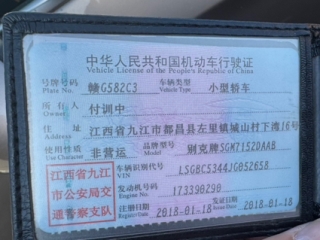 中华人民共和国机动车行驶证
Vehicle License of the People's Republic of China
号牌号码 Plate No. 赣G582C3 车辆类型 Vehicle Type 小型轿车
所有人 Owner 付训中
住址 Address 江西省九江市都昌县左里镇城山村下湾16号
使用性质 Use Character 非营运 品牌型号 Model 别克牌SGM7152DAAB
江西省九江市公安局交通警察支队
车辆识别代号 VIN LSGBC5344JG052658
发动机号码 Engine No. 173390290
注册日期 Register Date 2018-01-18 发证日期 Issue Date 2018-01-18